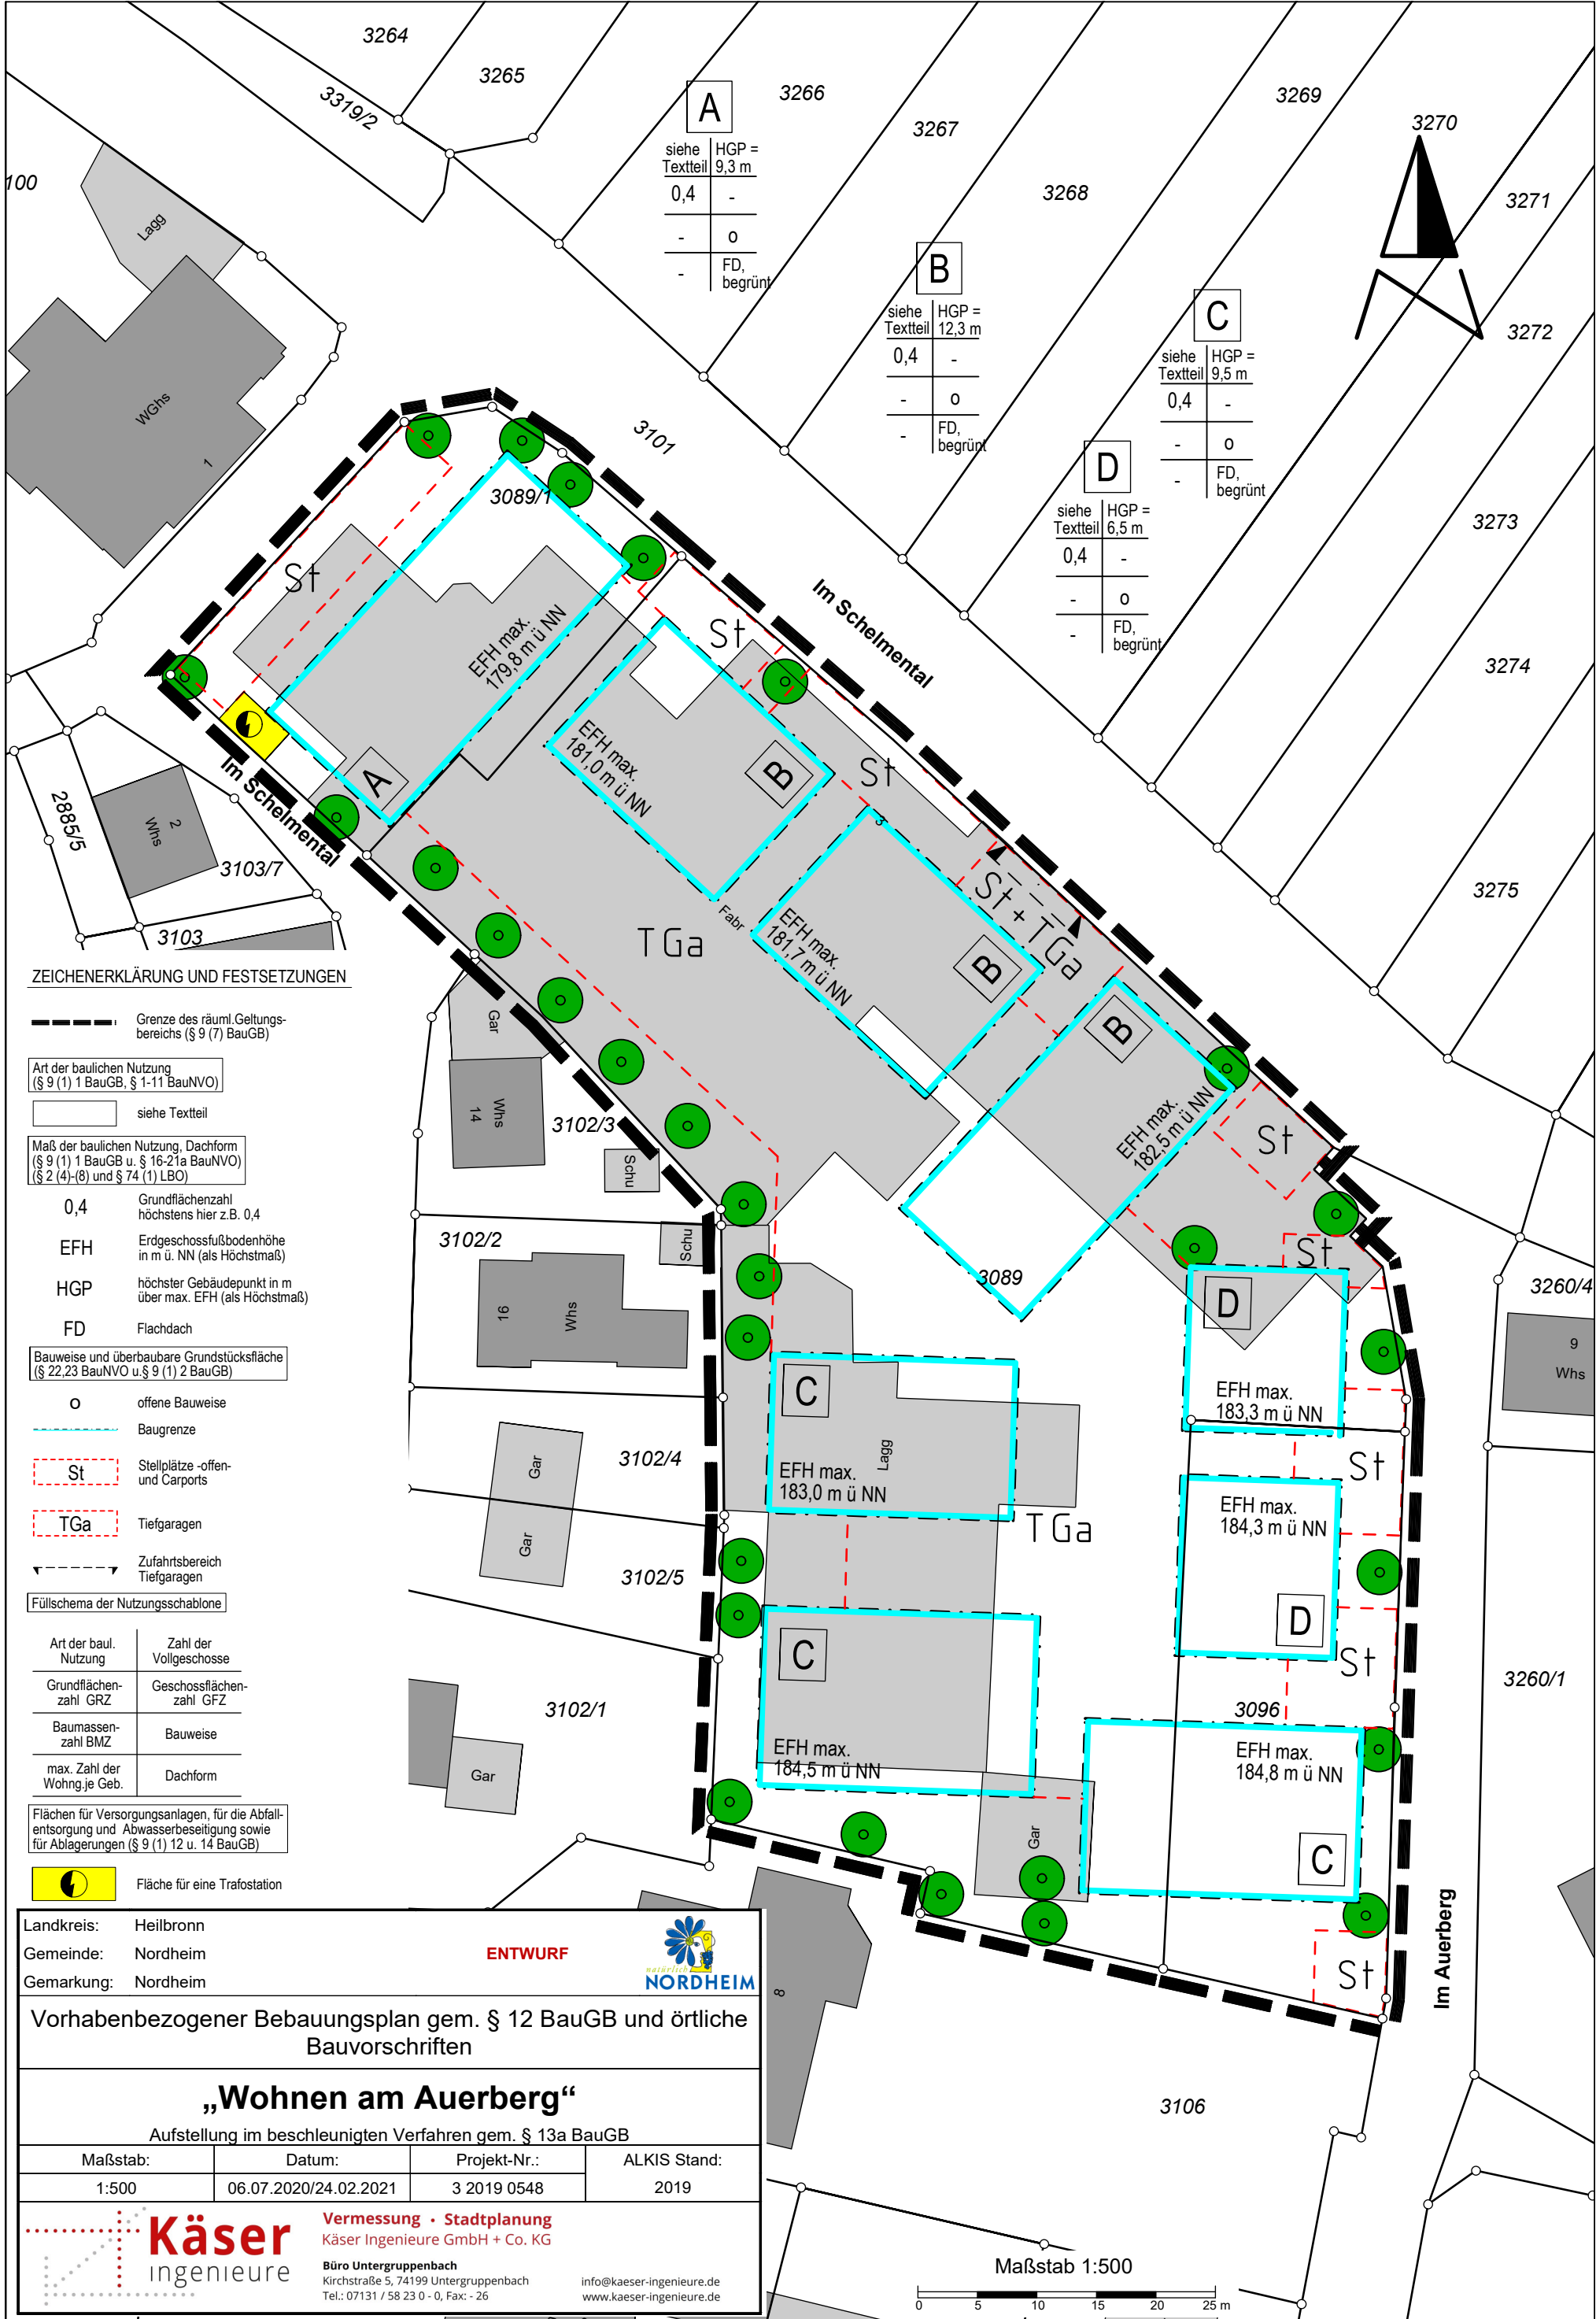 3264
3265
3319/2
3266
3267
3268
3269
3270
3271
3272
3273
3274
3275
100
Lagg
WGhs
1
A
siehe Textteil
HGP = 9,3 m
0,4
-
-
o
-
FD, begrünt
B
siehe Textteil
HGP = 12,3 m
0,4
-
-
o
-
FD, begrünt
C
siehe Textteil
HGP = 9,5 m
0,4
-
-
o
-
FD, begrünt
D
siehe Textteil
HGP = 6,5 m
0,4
-
-
o
-
FD, begrünt
3101
3089/1
St
EFH max.
179,8 m ü NN
A
Im Schelmental
Im Schelmental
St
EFH max.
181,0 m ü NN
B
St
3
Fabr
TGa
EFH max.
181,7 m ü NN
B
St + TGa
B
EFH max.
182,5 m ü NN
St
St
3089
2885/5
2
Whs
3103/7
3103
Gar
Whs
14
3102/3
Schu
Schu
3102/2
16
Whs
3102/4
Gar
Gar
3102/5
3102/1
Gar
D
EFH max.
183,3 m ü NN
St
C
EFH max.
183,0 m ü NN
Lagg
TGa
EFH max.
184,3 m ü NN
D
St
C
EFH max.
184,5 m ü NN
3096
EFH max.
184,8 m ü NN
C
Gar
St
Im Auerberg
3260/4
9
Whs
3260/1
8
3106
ZEICHENERKLÄRUNG UND FESTSETZUNGEN
Grenze des räuml.Geltungs-
bereichs (§ 9 (7) BauGB)
Art der baulichen Nutzung
(§ 9 (1) 1 BauGB, § 1-11 BauNVO)
siehe Textteil
Maß der baulichen Nutzung, Dachform
(§ 9 (1) 1 BauGB u. § 16-21a BauNVO)
(§ 2 (4)-(8) und § 74 (1) LBO)
0,4
Grundflächenzahl
höchstens hier z.B. 0,4
EFH
Erdgeschossfußbodenhöhe
in m ü. NN (als Höchstmaß)
HGP
höchster Gebäudepunkt in m
über max. EFH (als Höchstmaß)
FD
Flachdach
Bauweise und überbaubare Grundstücksfläche
(§ 22,23 BauNVO u.§ 9 (1) 2 BauGB)
o
offene Bauweise
Baugrenze
St
Stellplätze -offen-
und Carports
TGa
Tiefgaragen
Zufahrtsbereich
Tiefgaragen
Füllschema der Nutzungsschablone
Art der baul.
Nutzung
Zahl der
Vollgeschosse
Grundflächen-
zahl GRZ
Geschossflächen-
zahl GFZ
Baumassen-
zahl BMZ
Bauweise
max. Zahl der
Wohng.je Geb.
Dachform
Flächen für Versorgungsanlagen, für die Abfall-
entsorgung und Abwasserbeseitigung sowie
für Ablagerungen (§ 9 (1) 12 u. 14 BauGB)
Fläche für eine Trafostation
Landkreis: Heilbronn
Gemeinde: Nordheim
Gemarkung: Nordheim
ENTWURF
natürlich
NORDHEIM
Vorhabenbezogener Bebauungsplan gem. § 12 BauGB und örtliche
Bauvorschriften
„Wohnen am Auerberg“
Aufstellung im beschleunigten Verfahren gem. § 13a BauGB
Maßstab: Datum: Projekt-Nr.: ALKIS Stand:
1:500 06.07.2020/24.02.2021 3 2019 0548 2019
Käser
ingenieure
Vermessung • Stadtplanung
Käser Ingenieure GmbH + Co. KG
Büro Untergruppenbach
Kirchstraße 5, 74199 Untergruppenbach
Tel.: 07131 / 58 23 0 - 0, Fax: - 26
info@kaeser-ingenieure.de
www.kaeser-ingenieure.de
Maßstab 1:500
0 5 10 15 20 25 m